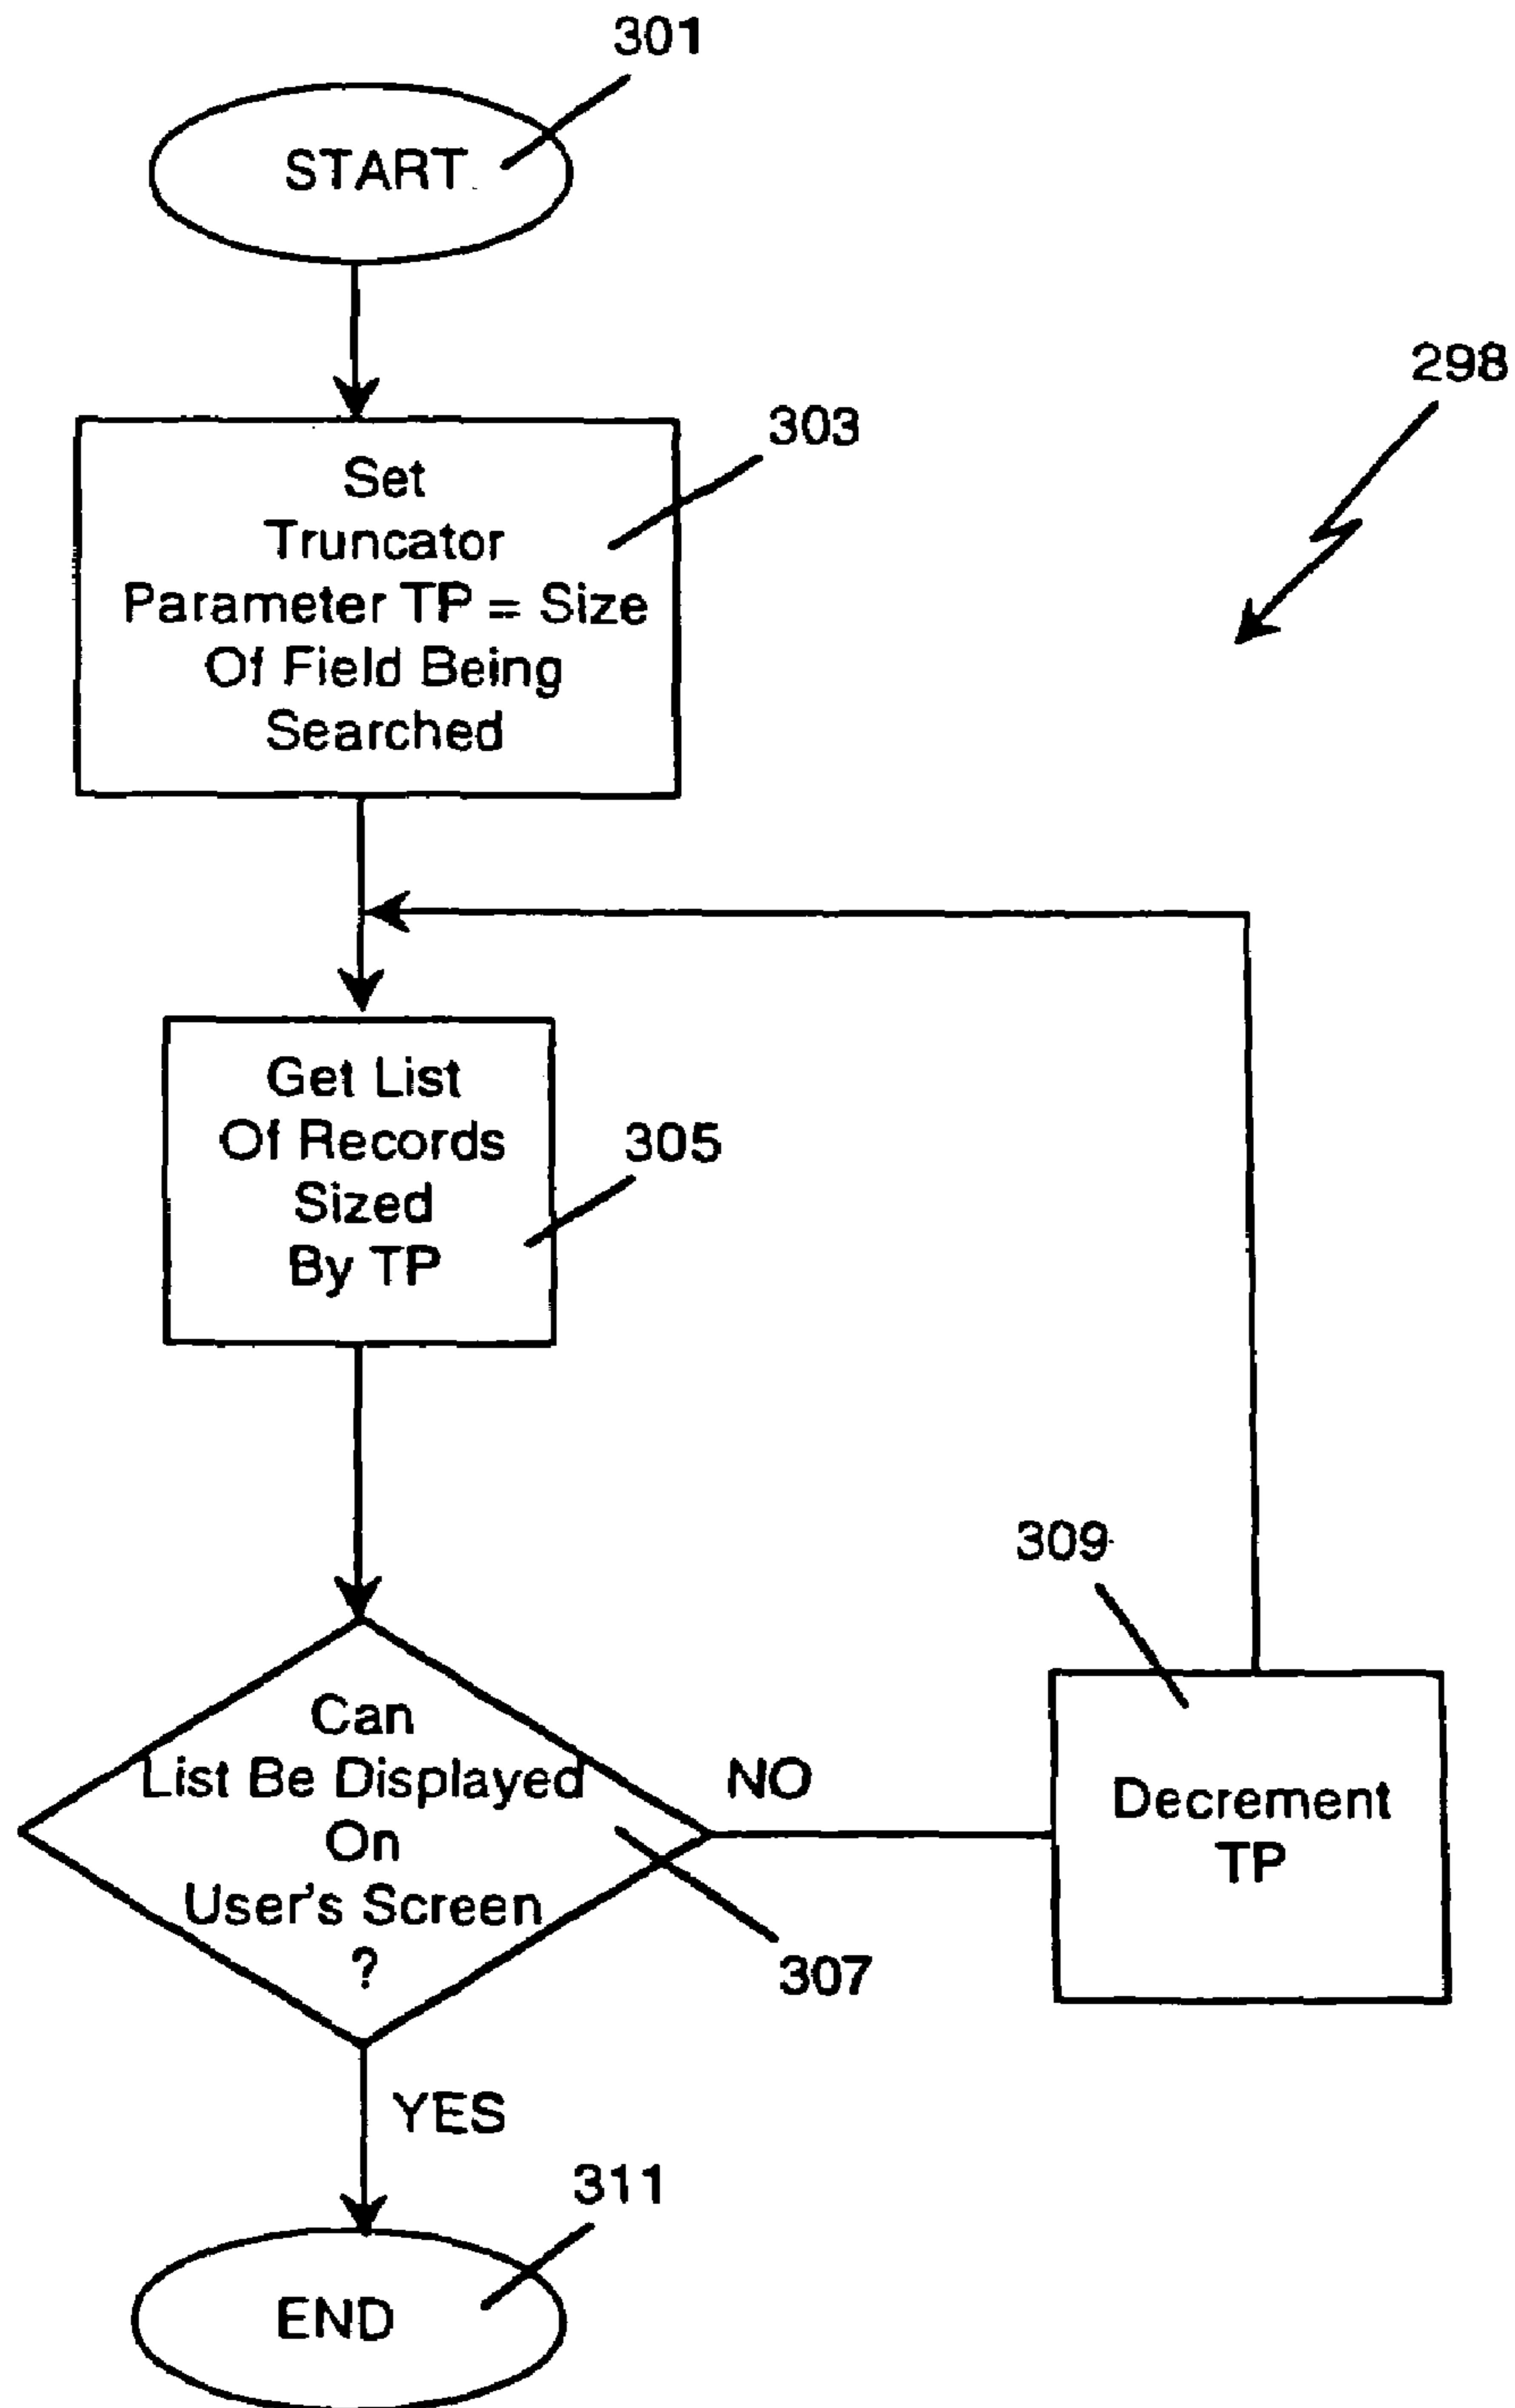 301
START
298
303
Set
Truncator
Parameter TP = Size
Of Field Being
Searched
Get List
Of Records
Sized
By TP
305
309
Can
List Be Displayed
On
User's Screen
?
NO
Decrement
TP
307
YES
311
END